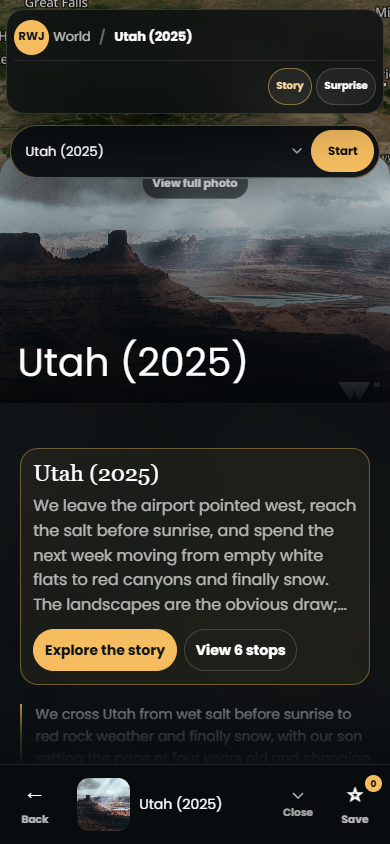 Great Falls
RWJ World / Utah (2025)
Story Surprise
Utah (2025) Start
View full photo
Utah (2025)
Utah (2025)
We leave the airport pointed west, reach
the salt before sunrise, and spend the
next week moving from empty white
flats to red canyons and finally snow.
The landscapes are the obvious draw;...
Explore the story View 6 stops
We cross Utah from wet salt before sunrise to
red rock weather and finally snow, with our son
setting the pace at four years old and changing
← Back Utah (2025) Close 0 Save